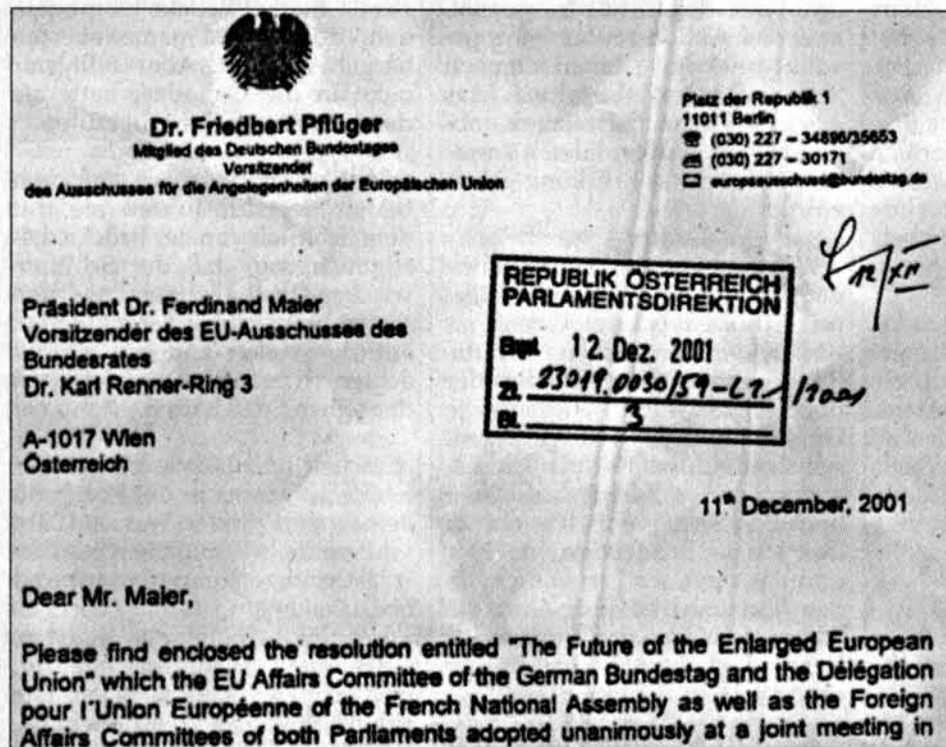 Dr. Friedbert Pflüger
Mitglied des Deutschen Bundestages
Vorsitzender
des Ausschusses für die Angelegenheiten der Europäischen Union
Platz der Republik 1
11011 Berlin
(030) 227 – 34896/35653
(030) 227 – 30171
europaausschuss@bundestag.de
12/XII
REPUBLIK ÖSTERREICH
PARLAMENTSDIREKTION
Eingel. 12. Dez. 2001
Zl. 23019.0030/59-L2.1/2001
Bl. 3
Präsident Dr. Ferdinand Maier
Vorsitzender des EU-Ausschusses des
Bundesrates
Dr. Karl Renner-Ring 3
A-1017 Wien
Österreich
11th December, 2001
Dear Mr. Maier,
Please find enclosed the resolution entitled "The Future of the Enlarged European
Union" which the EU Affairs Committee of the German Bundestag and the Délégation
pour l´Union Européenne of the French National Assembly as well as the Foreign
Affairs Committees of both Parliaments adopted unanimously at a joint meeting in